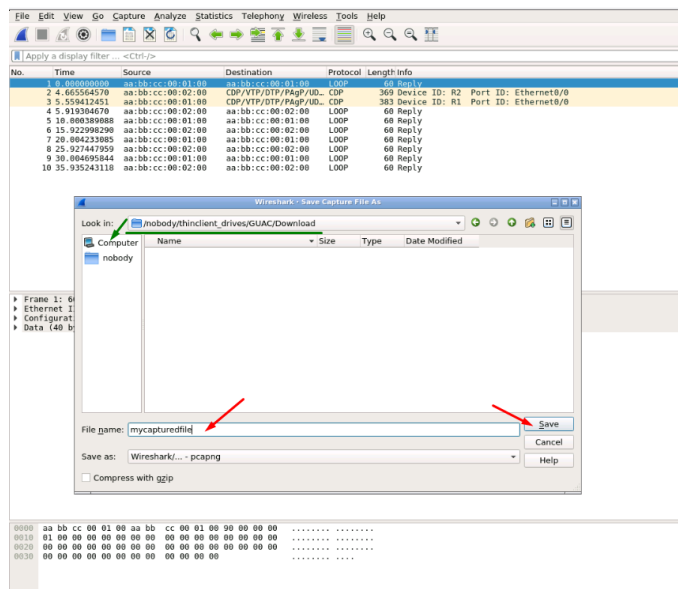 File Edit View Go Capture Analyze Statistics Telephony Wireless Tools Help
Apply a display filter ... <Ctrl-/>
No. Time Source Destination Protocol Length Info
1 0.000000000 aa:bb:cc:00:01:00 aa:bb:cc:00:01:00 LOOP 60 Reply
2 4.665564570 aa:bb:cc:00:02:00 CDP/VTP/DTP/PAgP/UD… CDP 369 Device ID: R2 Port ID: Ethernet0/0
3 5.559412451 aa:bb:cc:00:01:00 CDP/VTP/DTP/PAgP/UD… CDP 383 Device ID: R1 Port ID: Ethernet0/0
4 5.919304670 aa:bb:cc:00:02:00 aa:bb:cc:00:02:00 LOOP 60 Reply
5 10.000389088 aa:bb:cc:00:01:00 aa:bb:cc:00:01:00 LOOP 60 Reply
6 15.922998290 aa:bb:cc:00:02:00 aa:bb:cc:00:02:00 LOOP 60 Reply
7 20.004233085 aa:bb:cc:00:01:00 aa:bb:cc:00:01:00 LOOP 60 Reply
8 25.927447959 aa:bb:cc:00:02:00 aa:bb:cc:00:02:00 LOOP 60 Reply
9 30.004695844 aa:bb:cc:00:01:00 aa:bb:cc:00:01:00 LOOP 60 Reply
10 35.935243118 aa:bb:cc:00:02:00 aa:bb:cc:00:02:00 LOOP 60 Reply
Wireshark · Save Capture File As
Look in: /nobody/thinclient_drives/GUAC/Download
Name Size Type Date Modified
Computer
nobody
Frame 1: 6
Ethernet I
Configurat
Data (40 b
File name: mycapturedfile
Save
Cancel
Save as: Wireshark/... - pcapng
Help
Compress with gzip
0000 aa bb cc 00 01 00 aa bb cc 00 01 00 90 00 00 00 ........ ........
0010 01 00 00 00 00 00 00 00 00 00 00 00 00 00 00 00 ........ ........
0020 00 00 00 00 00 00 00 00 00 00 00 00 00 00 00 00 ........ ........
0030 00 00 00 00 00 00 00 00 00 00 00 00 ........ ....